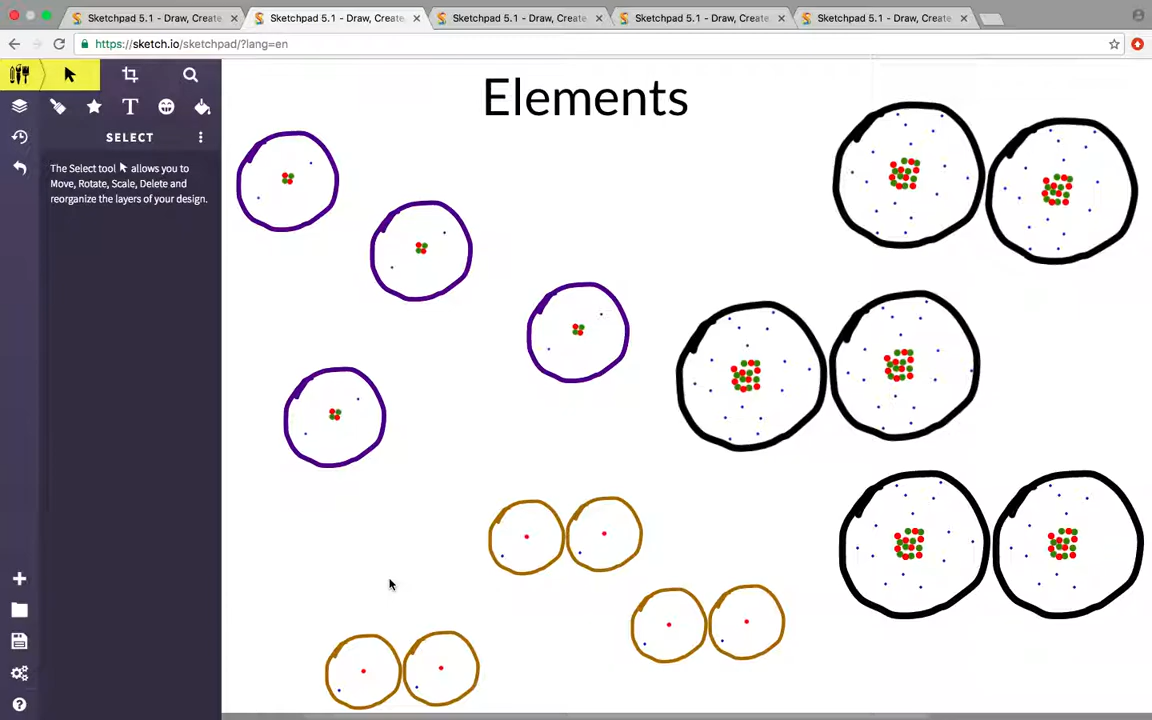 Sketchpad 5.1 - Draw, Create
Sketchpad 5.1 - Draw, Create
Sketchpad 5.1 - Draw, Create
Sketchpad 5.1 - Draw, Create
Sketchpad 5.1 - Draw, Create
https://sketch.io/sketchpad/?lang=en
Elements
T
SELECT
The Select tool allows you to
Move, Rotate, Scale, Delete and
reorganize the layers of your design.